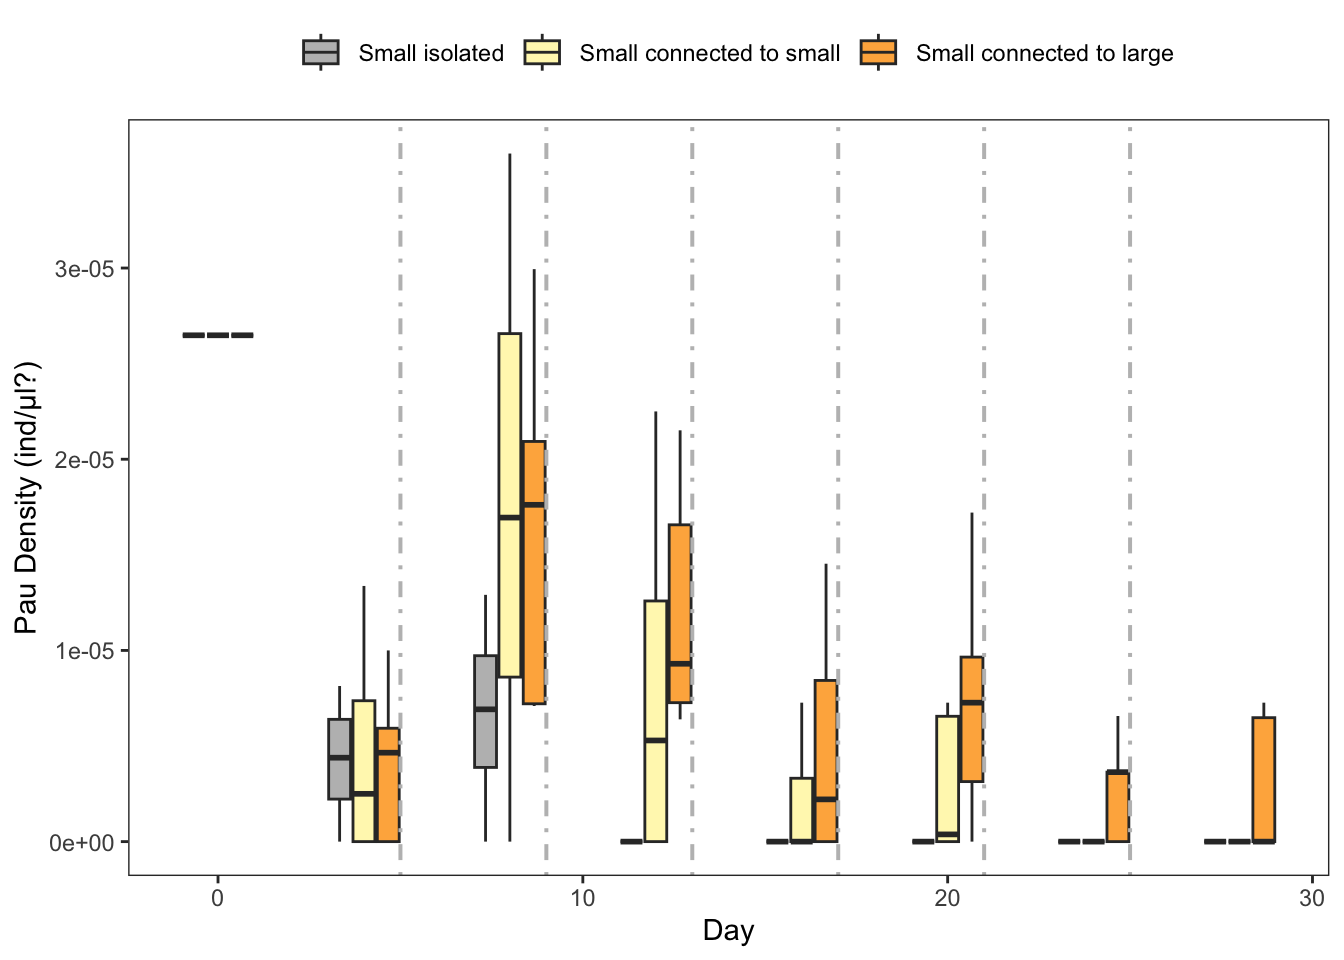 Small isolated Small connected to small Small connected to large
Pau Density (ind/µl?)
3e-05
2e-05
1e-05
0e+00
0 10 20 30
Day